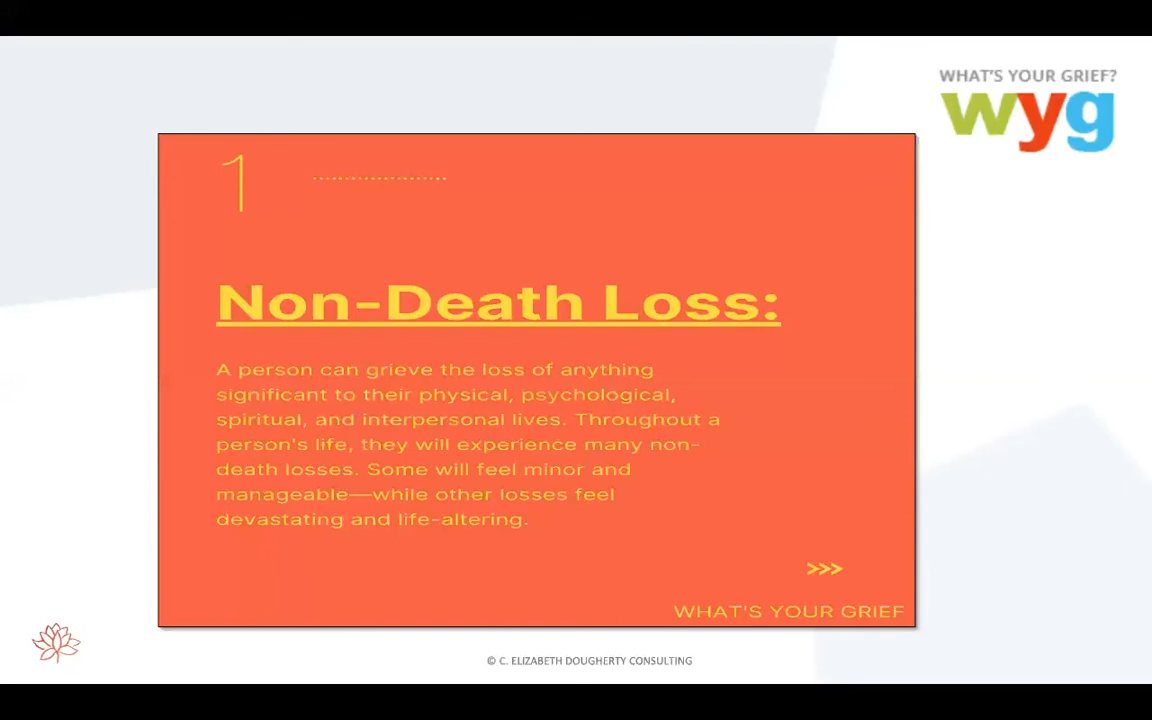 WHAT'S YOUR GRIEF?
wyg
1
Non-Death Loss:
A person can grieve the loss of anything
significant to their physical, psychological,
spiritual, and interpersonal lives. Throughout a
person's life, they will experience many non-
death losses. Some will feel minor and
manageable—while other losses feel
devastating and life-altering.
>>>
WHAT'S YOUR GRIEF
© C. ELIZABETH DOUGHERTY CONSULTING